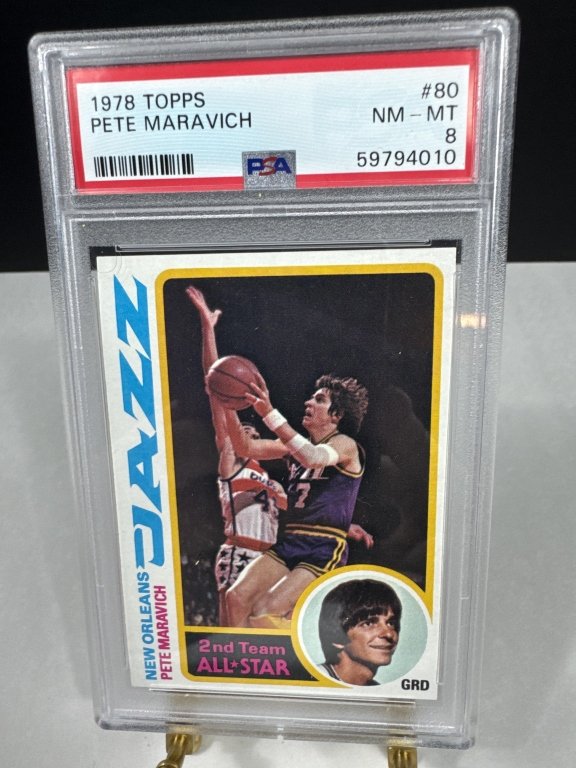 1978 TOPPS #80
PETE MARAVICH NM - MT
8
PSA 59794010
JAZZ
NEW ORLEANS
PETE MARAVICH
7
4
2nd Team
ALL★STAR
GRD